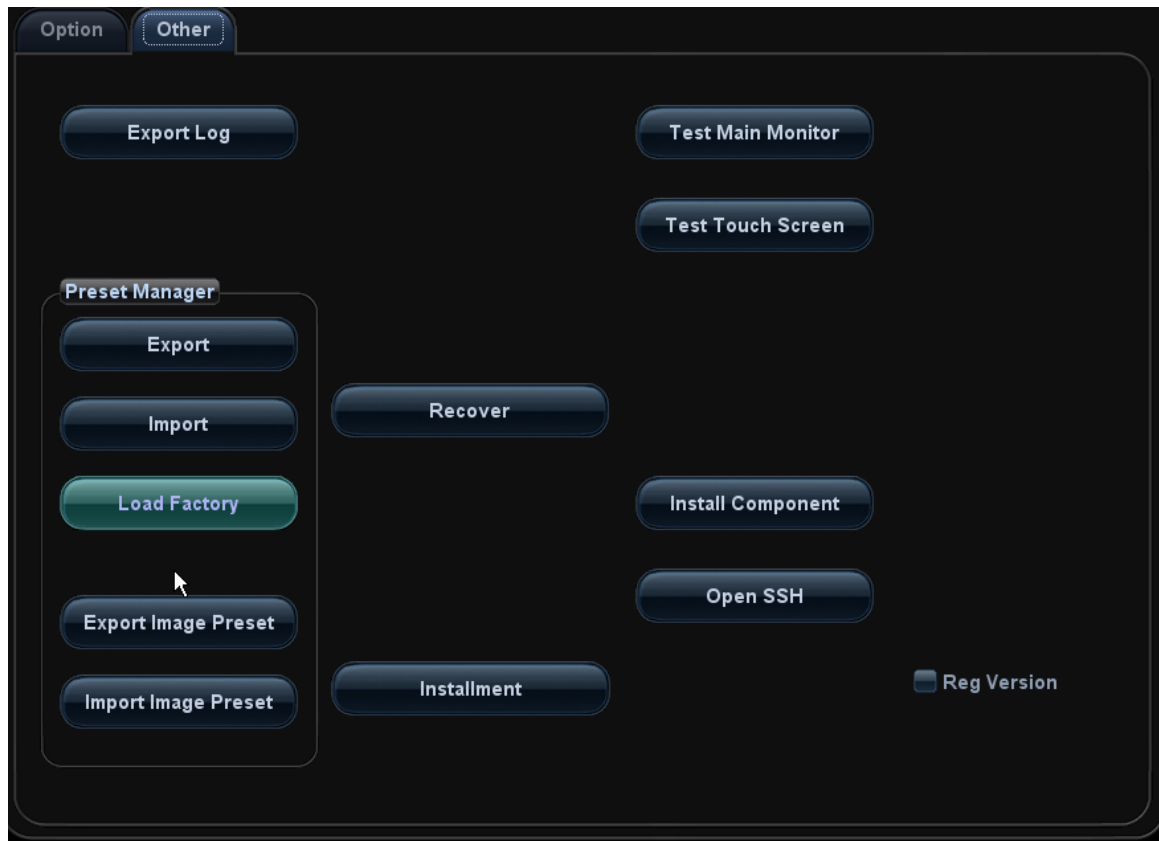 Option
Other
Export Log
Test Main Monitor
Test Touch Screen
Preset Manager
Export
Import
Recover
Load Factory
Install Component
Open SSH
Export Image Preset
Installment
Reg Version
Import Image Preset